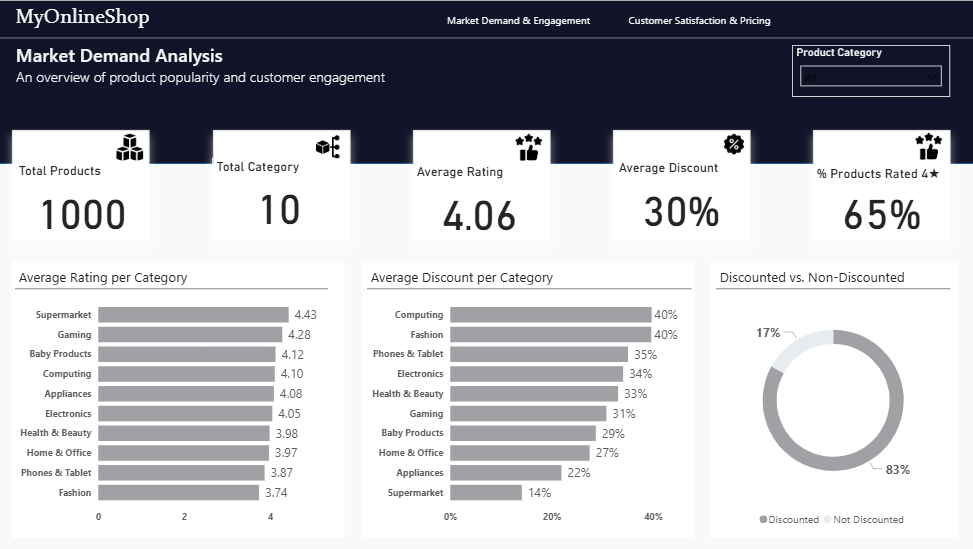 MyOnlineShop
Market Demand & Engagement
Customer Satisfaction & Pricing
Market Demand Analysis
An overview of product popularity and customer engagement
Product Category
All
Total Products
1000
Total Category
10
Average Rating
4.06
Average Discount
30%
% Products Rated 4★
65%
Average Rating per Category
Supermarket 4.43
Gaming 4.28
Baby Products 4.12
Computing 4.10
Appliances 4.08
Electronics 4.05
Health & Beauty 3.98
Home & Office 3.97
Phones & Tablet 3.87
Fashion 3.74
0 2 4
Average Discount per Category
Computing 40%
Fashion 40%
Phones & Tablet 35%
Electronics 34%
Health & Beauty 33%
Gaming 31%
Baby Products 29%
Home & Office 27%
Appliances 22%
Supermarket 14%
0% 20% 40%
Discounted vs. Non-Discounted
17%
83%
Discounted Not Discounted